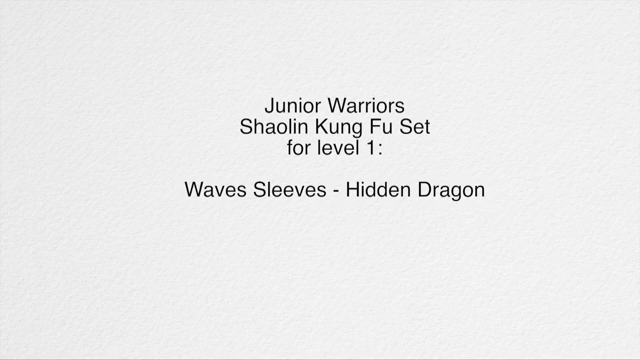 Junior Warriors
Shaolin Kung Fu Set
for level 1:
Waves Sleeves - Hidden Dragon